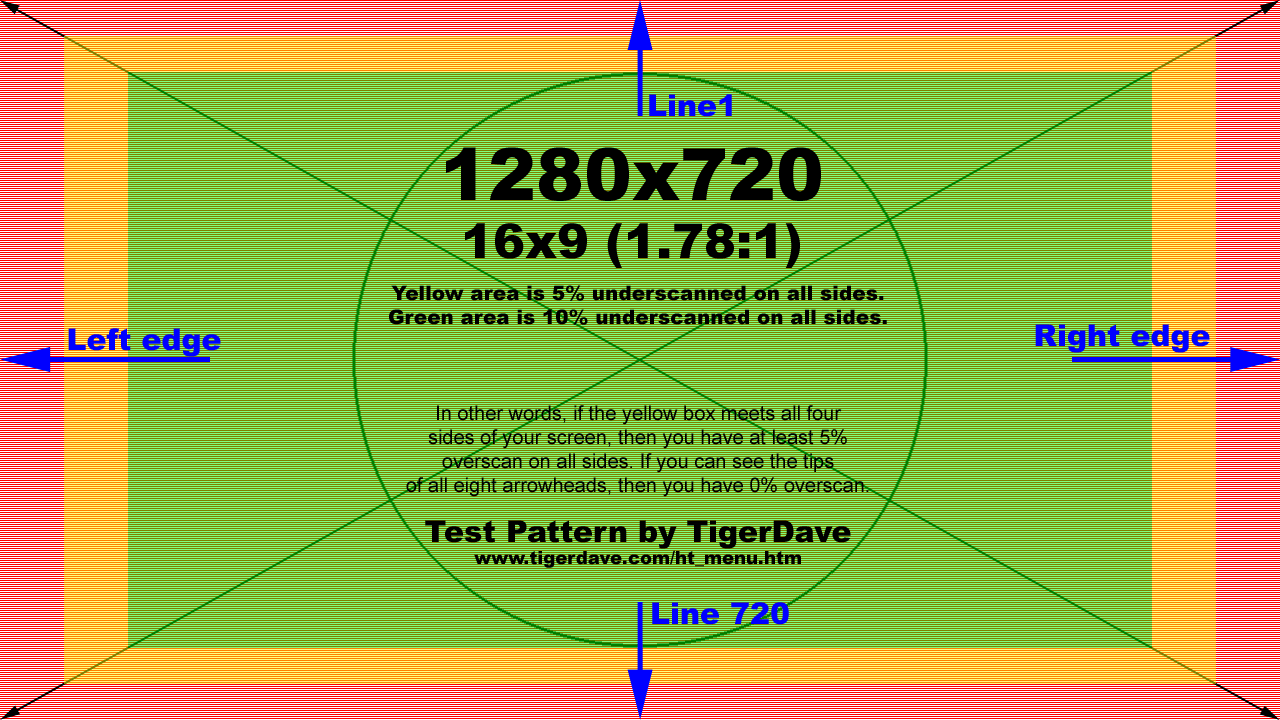 Line1
1280x720
16x9 (1.78:1)
Yellow area is 5% underscanned on all sides.
Green area is 10% underscanned on all sides.
Left edge
Right edge
In other words, if the yellow box meets all four
sides of your screen, then you have at least 5%
overscan on all sides. If you can see the tips
of all eight arrowheads, then you have 0% overscan.
Test Pattern by TigerDave
www.tigerdave.com/ht_menu.htm
Line 720